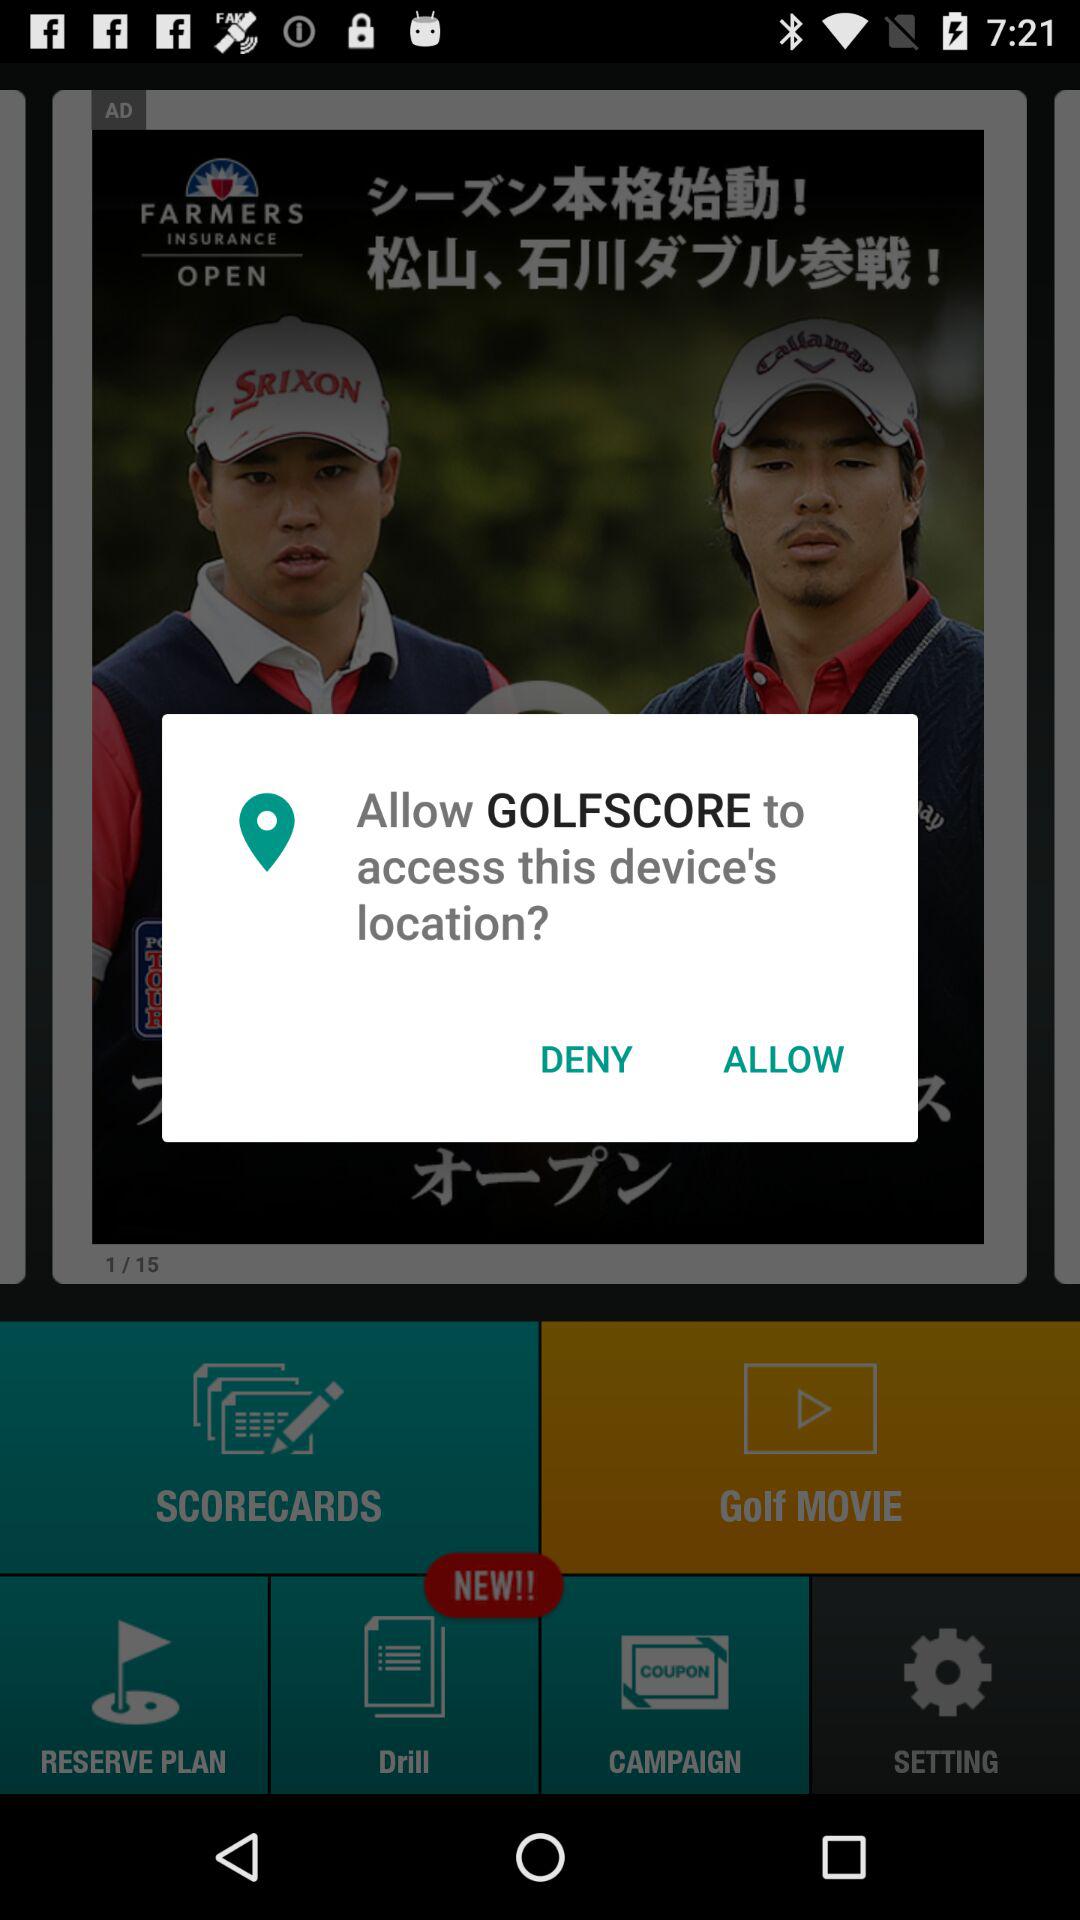 FAKE
7:21
AD
FARMERS
INSURANCE
OPEN
シーズン本格始動！
松山、石川ダブル参戦！
SRIXON
Callaway
Allow GOLFSCORE to
access this device's
location?
DENY
ALLOW
TOUR
オープン
1 / 15
SCORECARDS
Golf MOVIE
NEW!!
COUPON
RESERVE PLAN
Drill
CAMPAIGN
SETTING